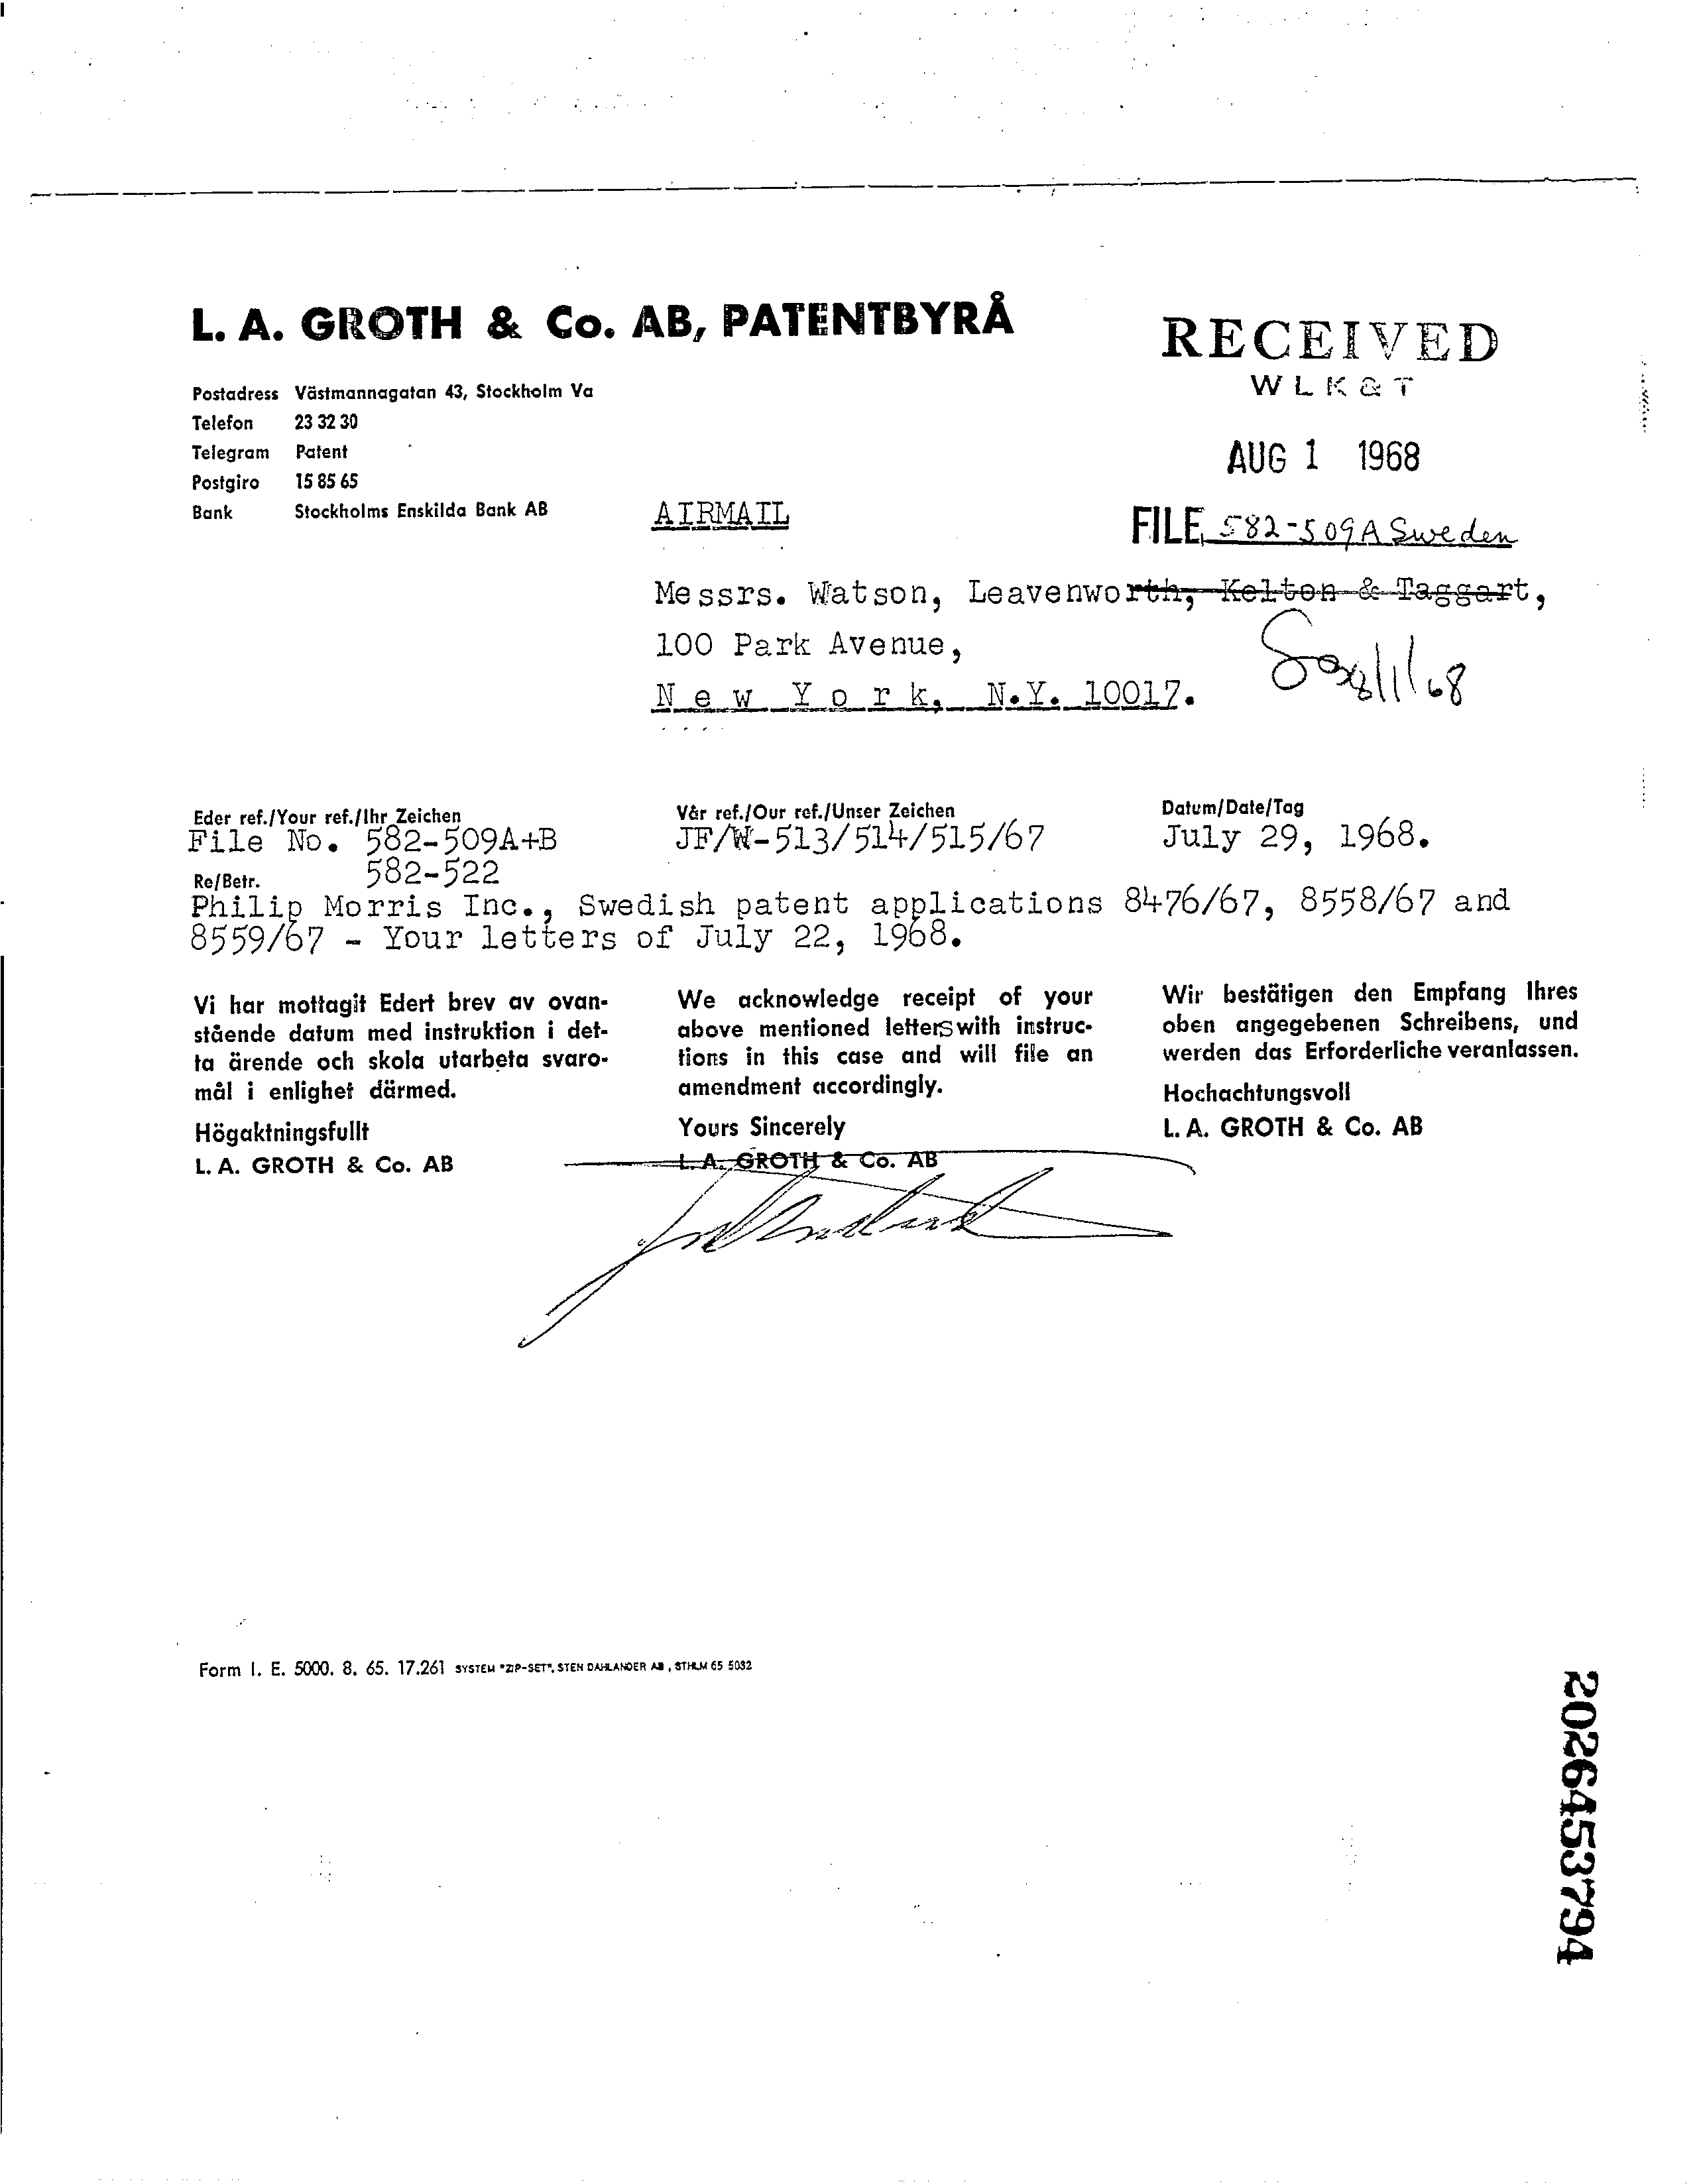 L. A. GROTH & Co. AB, PATENTBYRÅ
Postadress Västmannagatan 43, Stockholm Va
Telefon 23 32 30
Telegram Patent
Postgiro 15 85 65
Bank Stockholms Enskilda Bank AB
RECEIVED
WLK&T
AUG 1 1968
FILE 582-509A Sweden
AIRMAIL
Messrs. Watson, Leavenworth, Kelton & Taggart,
100 Park Avenue,
New York, N.Y. 10017.
8/1/68
Eder ref./Your ref./Ihr Zeichen
File No. 582-509A+B
582-522
Vår ref./Our ref./Unser Zeichen
JF/W-513/514/515/67
Datum/Date/Tag
July 29, 1968.
Re/Betr.
Philip Morris Inc., Swedish patent applications 8476/67, 8558/67 and
8559/67 - Your letters of July 22, 1968.
Vi har mottagit Edert brev av ovan-
stående datum med instruktion i det-
ta ärende och skola utarbeta svaro-
mål i enlighet därmed.
Högaktningsfullt
L. A. GROTH & Co. AB
We acknowledge receipt of your
above mentioned letters with instruc-
tions in this case and will file an
amendment accordingly.
Yours Sincerely
L. A. GROTH & Co. AB
Wir bestätigen den Empfang Ihres
oben angegebenen Schreibens, und
werden das Erforderliche veranlassen.
Hochachtungsvoll
L. A. GROTH & Co. AB
Form I. E. 5000. 8. 65. 17.261 SYSTEM "ZIP-SET", STEN DAHLANDER AB, STHLM 65 5032
2026453794